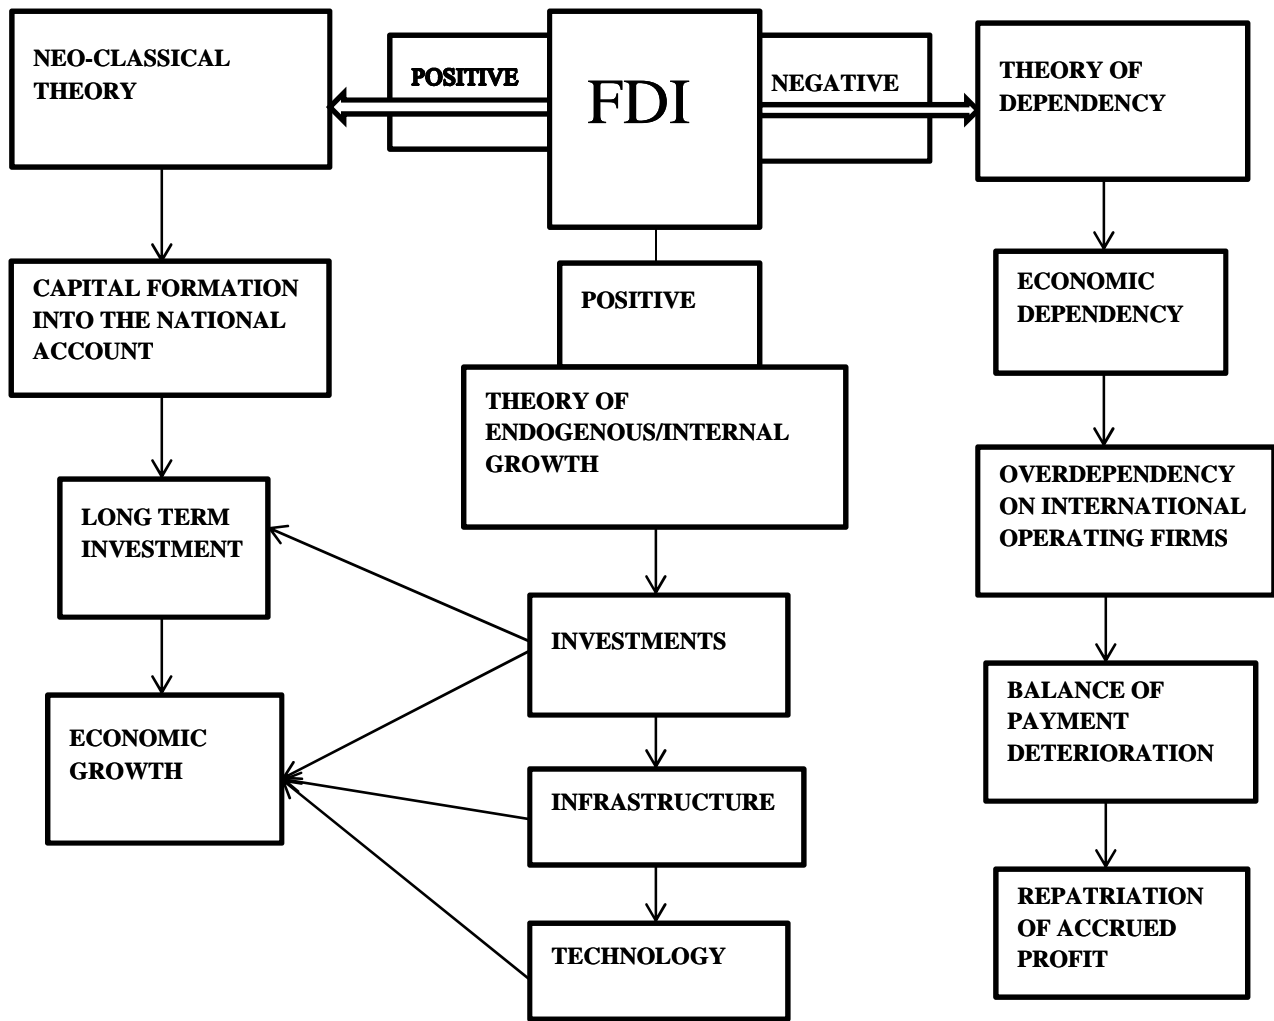 NEO-CLASSICAL
THEORY
POSITIVE
FDI
NEGATIVE
THEORY OF
DEPENDENCY
CAPITAL FORMATION
INTO THE NATIONAL
ACCOUNT
POSITIVE
ECONOMIC
DEPENDENCY
THEORY OF
ENDOGENOUS/INTERNAL
GROWTH
LONG TERM
INVESTMENT
OVERDEPENDENCY
ON INTERNATIONAL
OPERATING FIRMS
INVESTMENTS
ECONOMIC
GROWTH
BALANCE OF
PAYMENT
DETERIORATION
INFRASTRUCTURE
TECHNOLOGY
REPATRIATION
OF ACCRUED
PROFIT